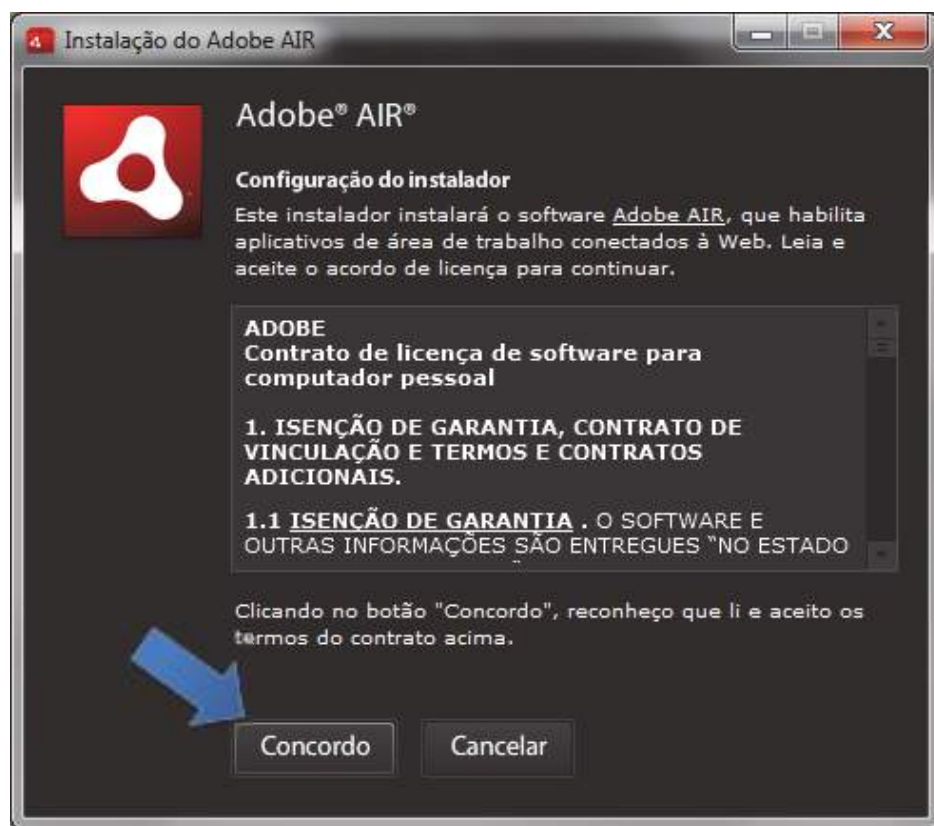 Instalação do Adobe AIR
Adobe® AIR®
Configuração do instalador
Este instalador instalará o software Adobe AIR, que habilita
aplicativos de área de trabalho conectados à Web. Leia e
aceite o acordo de licença para continuar.
ADOBE
Contrato de licença de software para
computador pessoal
1. ISENÇÃO DE GARANTIA, CONTRATO DE
VINCULAÇÃO E TERMOS E CONTRATOS
ADICIONAIS.
1.1 ISENÇÃO DE GARANTIA . O SOFTWARE E
OUTRAS INFORMAÇÕES SÃO ENTREGUES "NO ESTADO
Clicando no botão "Concordo", reconheço que li e aceito os
termos do contrato acima.
Concordo
Cancelar